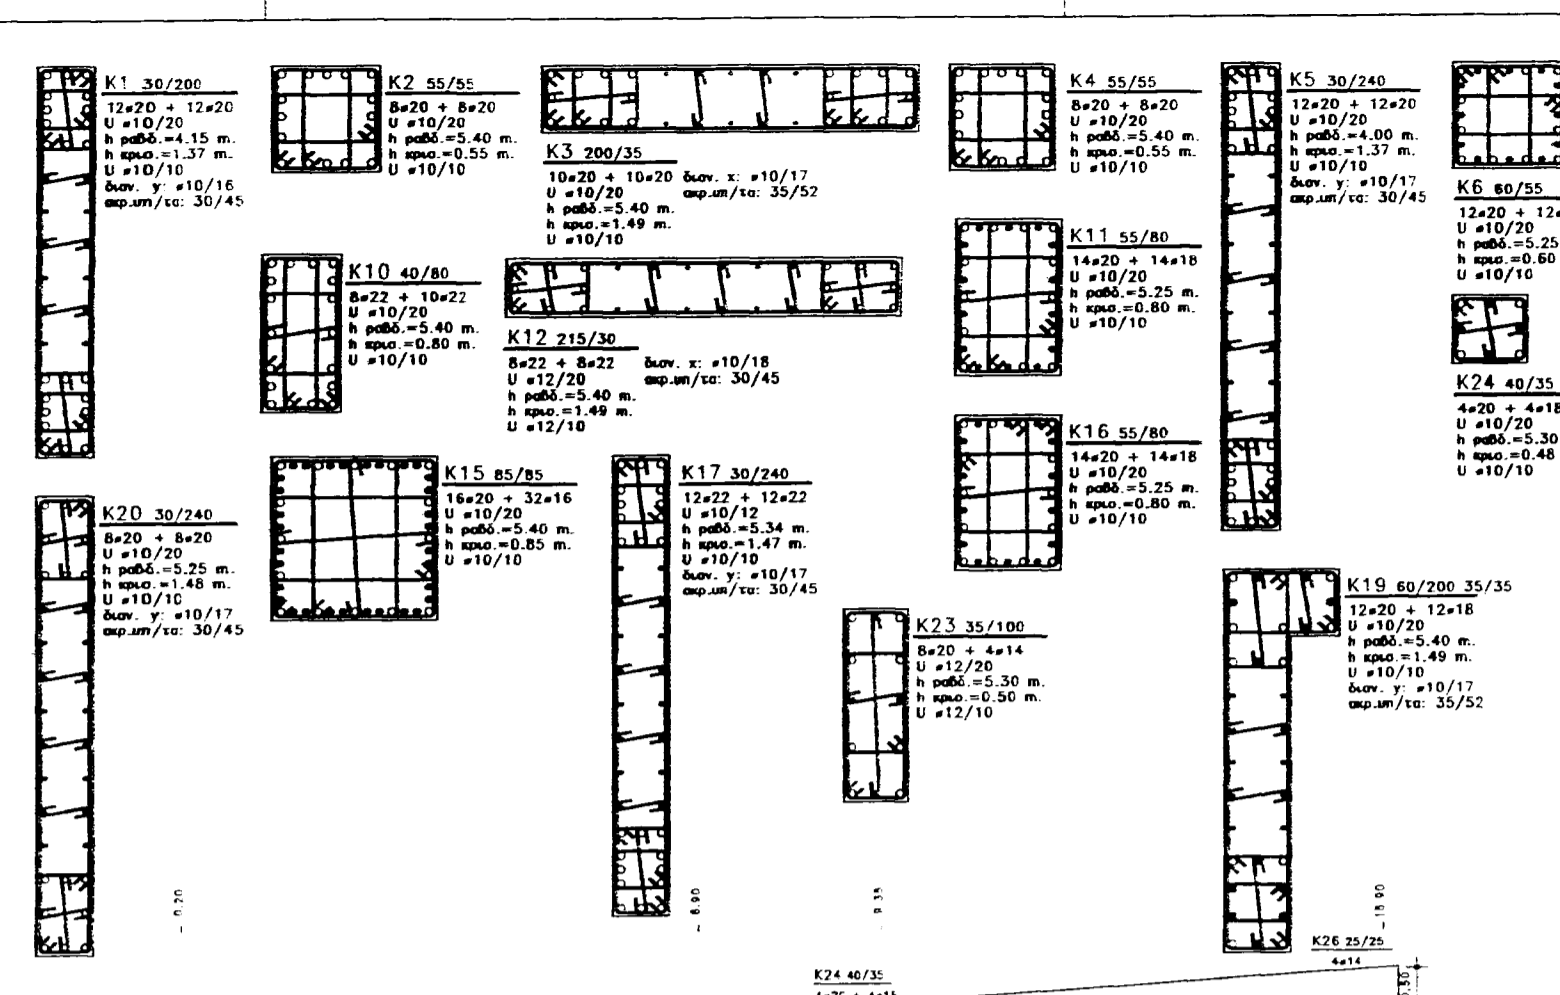 K1 30/200
12ø20 + 12ø20
U ø10/20
h ραβδ.=4.15 m.
h κρισ.=1.37 m.
U ø10/10
διαν. y: ø10/16
ακρ.υπ/τα: 30/45
K2 55/55
8ø20 + 8ø20
U ø10/20
h ραβδ.=5.40 m.
h κρισ.=0.55 m.
U ø10/10
K3 200/35
10ø20 + 10ø20 διαν. x: ø10/17
U ø10/20 ακρ.υπ/τα: 35/52
h ραβδ.=5.40 m.
h κρισ.=1.49 m.
U ø10/10
K4 55/55
8ø20 + 8ø20
U ø10/20
h ραβδ.=5.40 m.
h κρισ.=0.55 m.
U ø10/10
K5 30/240
12ø20 + 12ø20
U ø10/20
h ραβδ.=4.00 m.
h κρισ.=1.37 m.
U ø10/10
διαν. y: ø10/17
ακρ.υπ/τα: 30/45
K6 60/55
12ø20 + 12ø
U ø10/20
h ραβδ.=5.25
h κρισ.=0.60
U ø10/10
K10 40/80
8ø22 + 10ø22
U ø10/20
h ραβδ.=5.40 m.
h κρισ.=0.80 m.
U ø10/10
K12 215/30
8ø22 + 8ø22 διαν. x: ø10/18
U ø12/20 ακρ.υπ/τα: 30/45
h ραβδ.=5.40 m.
h κρισ.=1.49 m.
U ø12/10
K11 55/80
14ø20 + 14ø18
U ø10/20
h ραβδ.=5.25 m.
h κρισ.=0.80 m.
U ø10/10
K24 40/35
4ø20 + 4ø18
U ø10/20
h ραβδ.=5.30
h κρισ.=0.48
U ø10/10
K15 85/85
16ø20 + 32ø16
U ø10/20
h ραβδ.=5.40 m.
h κρισ.=0.85 m.
U ø10/10
K17 30/240
12ø22 + 12ø22
U ø10/12
h ραβδ.=5.34 m.
h κρισ.=1.47 m.
U ø10/10
διαν. y: ø10/17
ακρ.υπ/τα: 30/45
K16 55/80
14ø20 + 14ø18
U ø10/20
h ραβδ.=5.25 m.
h κρισ.=0.80 m.
U ø10/10
K20 30/240
8ø20 + 8ø20
U ø10/20
h ραβδ.=5.25 m.
h κρισ.=1.48 m.
U ø10/10
διαν. y: ø10/17
ακρ.υπ/τα: 30/45
K23 35/100
8ø20 + 4ø14
U ø12/20
h ραβδ.=5.30 m.
h κρισ.=0.50 m.
U ø12/10
K19 60/200 35/35
12ø20 + 12ø18
U ø10/20
h ραβδ.=5.40 m.
h κρισ.=1.49 m.
U ø10/10
διαν. y: ø10/17
ακρ.υπ/τα: 35/52
K26 25/25
4ø14
K24 40/35